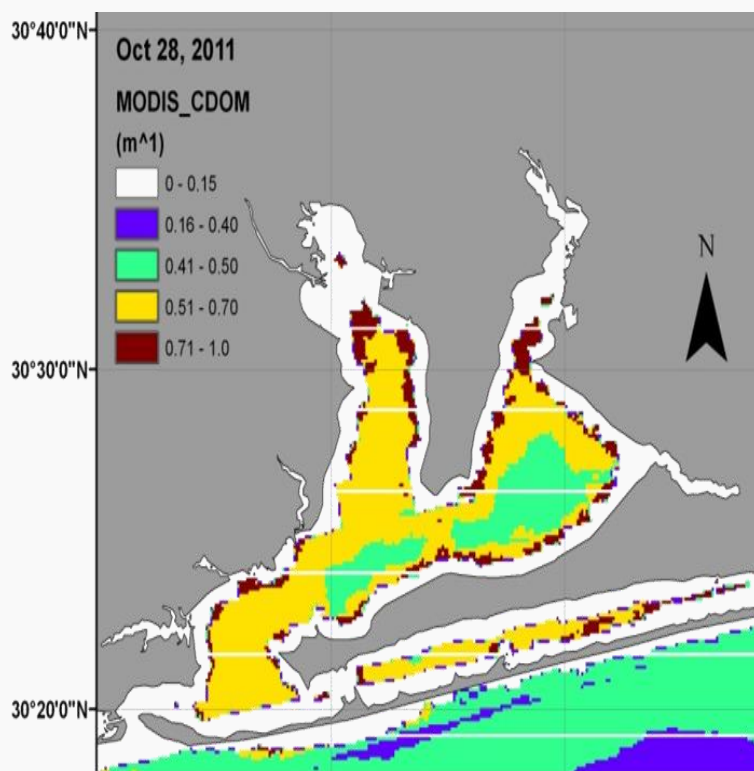 30°40'0"N
Oct 28, 2011
MODIS_CDOM
(m^1)
0 - 0.15
0.16 - 0.40
0.41 - 0.50
0.51 - 0.70
0.71 - 1.0
N
30°30'0"N
30°20'0"N